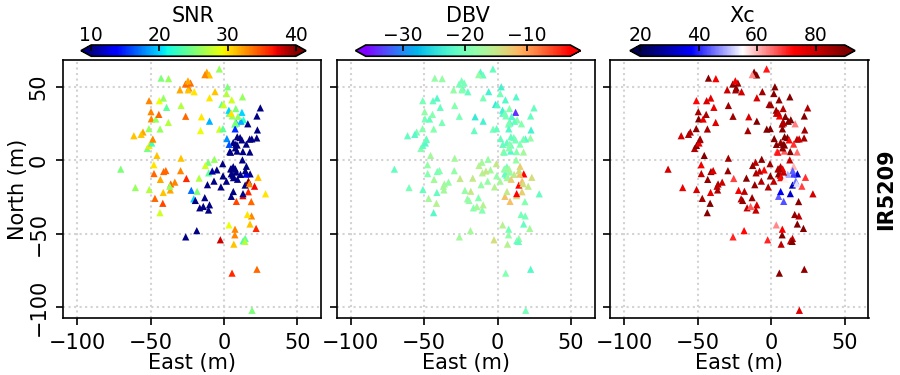 SNR DBV Xc
10 20 30 40 −30 −20 −10 20 40 60 80
50
0
−50
−100
North (m)
IR5209
−100 −50 0 50 −100 −50 0 50 −100 −50 0 50
East (m) East (m) East (m)